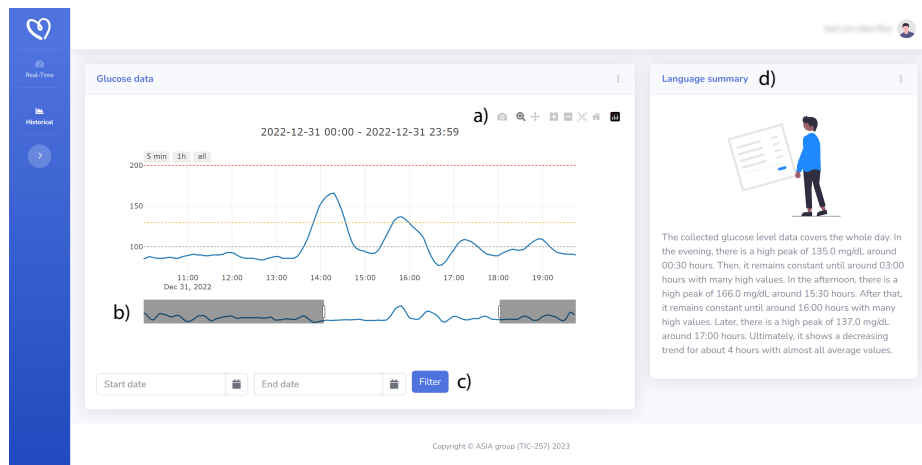 Real-Time
Historical
Glucose data
Language summary
d)
a)
2022-12-31 00:00 - 2022-12-31 23:59
5 min 1h all
200
150
100
11:00 12:00 13:00 14:00 15:00 16:00 17:00 18:00 19:00
Dec 31, 2022
b)
Start date
End date
Filter
c)
The collected glucose level data covers the whole day. In
the evening, there is a high peak of 135.0 mg/dL around
00:30 hours. Then, it remains constant until around 03:00
hours with many high values. In the afternoon, there is a
high peak of 166.0 mg/dL around 15:30 hours. After that,
it remains constant until around 16:00 hours with many
high values. Later, there is a high peak of 137.0 mg/dL
around 17:00 hours. Ultimately, it shows a decreasing
trend for about 4 hours with almost all average values.
Copyright © ASIA group (TIC-257) 2023